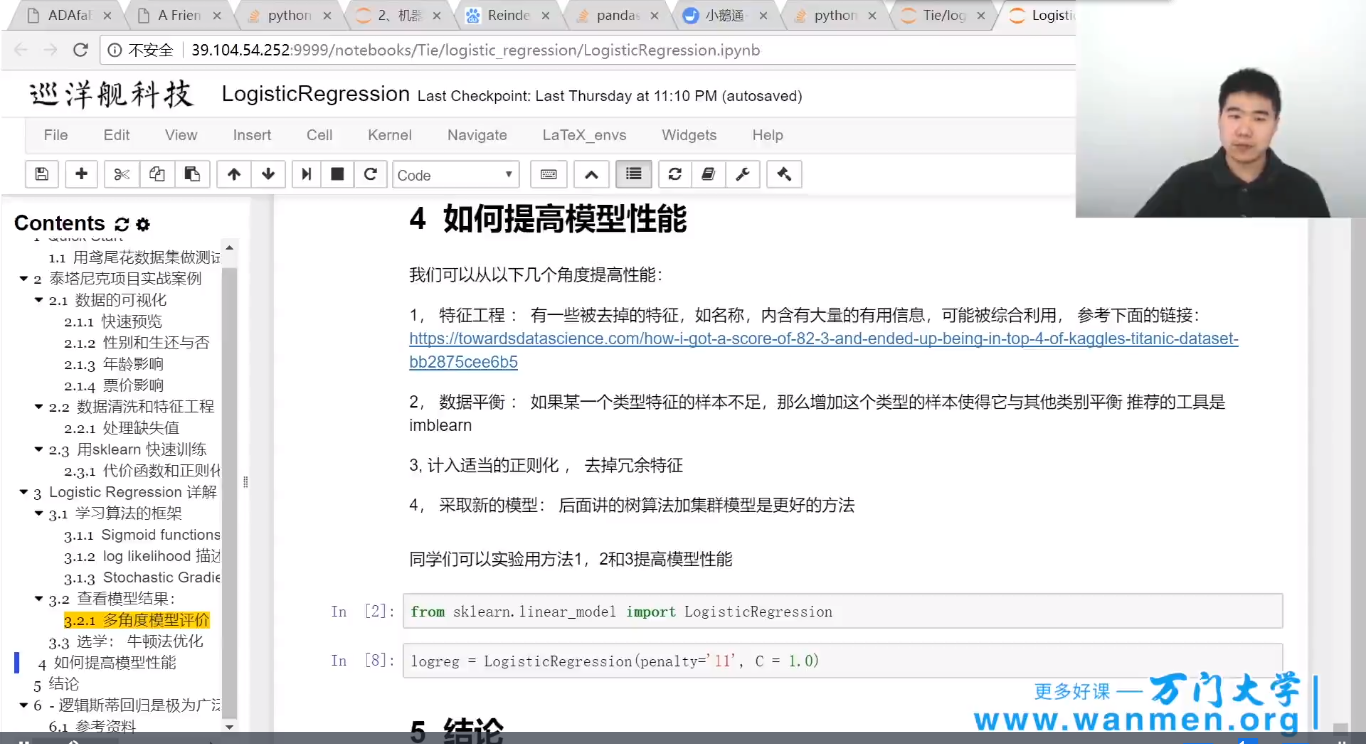 ADAfal
A Frien
python
2、机器
Reinde
panda
小鹅通
python
Tie/log
Logisti
不安全
39.104.54.252:9999/notebooks/Tie/logistic_regression/LogisticRegression.ipynb
巡洋舰科技
LogisticRegression Last Checkpoint: Last Thursday at 11:10 PM (autosaved)
File Edit View Insert Cell Kernel Navigate LaTeX_envs Widgets Help
Code
Contents
1 Quick Start
1.1 用鸢尾花数据集做测试
2 泰塔尼克项目实战案例
2.1 数据的可视化
2.1.1 快速预览
2.1.2 性别和生还与否
2.1.3 年龄影响
2.1.4 票价影响
2.2 数据清洗和特征工程
2.2.1 处理缺失值
2.3 用sklearn 快速训练
2.3.1 代价函数和正则化
3 Logistic Regression 详解
3.1 学习算法的框架
3.1.1 Sigmoid functions
3.1.2 log likelihood 描述
3.1.3 Stochastic Gradie
3.2 查看模型结果：
3.2.1 多角度模型评价
3.3 选学： 牛顿法优化
4 如何提高模型性能
5 结论
6 - 逻辑斯蒂回归是极为广泛
6.1 参考资料
4 如何提高模型性能
我们可以从以下几个角度提高性能：
1， 特征工程 ： 有一些被去掉的特征，如名称，内含有大量的有用信息，可能被综合利用， 参考下面的链接：
https://towardsdatascience.com/how-i-got-a-score-of-82-3-and-ended-up-being-in-top-4-of-kaggles-titanic-dataset-
bb2875cee6b5
2， 数据平衡 ： 如果某一个类型特征的样本不足，那么增加这个类型的样本使得它与其他类别平衡 推荐的工具是
imblearn
3, 计入适当的正则化 ， 去掉冗余特征
4， 采取新的模型： 后面讲的树算法加集群模型是更好的方法
同学们可以实验用方法1，2和3提高模型性能
In [2]: from sklearn.linear_model import LogisticRegression
In [8]: logreg = LogisticRegression(penalty='l1', C = 1.0)
5 结论
更多好课 — 万门大学
www.wanmen.org